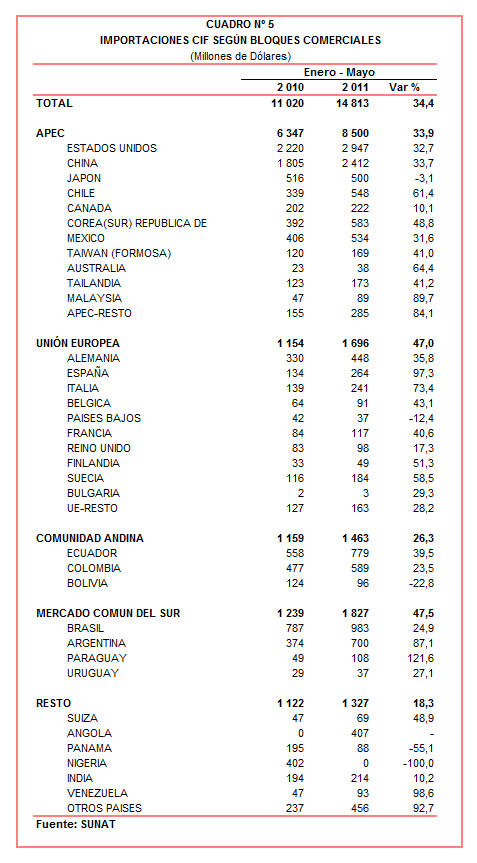 CUADRO Nº 5
IMPORTACIONES CIF SEGÚN BLOQUES COMERCIALES
(Millones de Dólares)
Enero - Mayo
2 010 2 011 Var %
TOTAL 11 020 14 813 34,4
APEC 6 347 8 500 33,9
ESTADOS UNIDOS 2 220 2 947 32,7
CHINA 1 805 2 412 33,7
JAPON 516 500 -3,1
CHILE 339 548 61,4
CANADA 202 222 10,1
COREA(SUR) REPUBLICA DE 392 583 48,8
MEXICO 406 534 31,6
TAIWAN (FORMOSA) 120 169 41,0
AUSTRALIA 23 38 64,4
TAILANDIA 123 173 41,2
MALAYSIA 47 89 89,7
APEC-RESTO 155 285 84,1
UNIÓN EUROPEA 1 154 1 696 47,0
ALEMANIA 330 448 35,8
ESPAÑA 134 264 97,3
ITALIA 139 241 73,4
BELGICA 64 91 43,1
PAISES BAJOS 42 37 -12,4
FRANCIA 84 117 40,6
REINO UNIDO 83 98 17,3
FINLANDIA 33 49 51,3
SUECIA 116 184 58,5
BULGARIA 2 3 29,3
UE-RESTO 127 163 28,2
COMUNIDAD ANDINA 1 159 1 463 26,3
ECUADOR 558 779 39,5
COLOMBIA 477 589 23,5
BOLIVIA 124 96 -22,8
MERCADO COMUN DEL SUR 1 239 1 827 47,5
BRASIL 787 983 24,9
ARGENTINA 374 700 87,1
PARAGUAY 49 108 121,6
URUGUAY 29 37 27,1
RESTO 1 122 1 327 18,3
SUIZA 47 69 48,9
ANGOLA 0 407 -
PANAMA 195 88 -55,1
NIGERIA 402 0 -100,0
INDIA 194 214 10,2
VENEZUELA 47 93 98,6
OTROS PAISES 237 456 92,7
Fuente: SUNAT